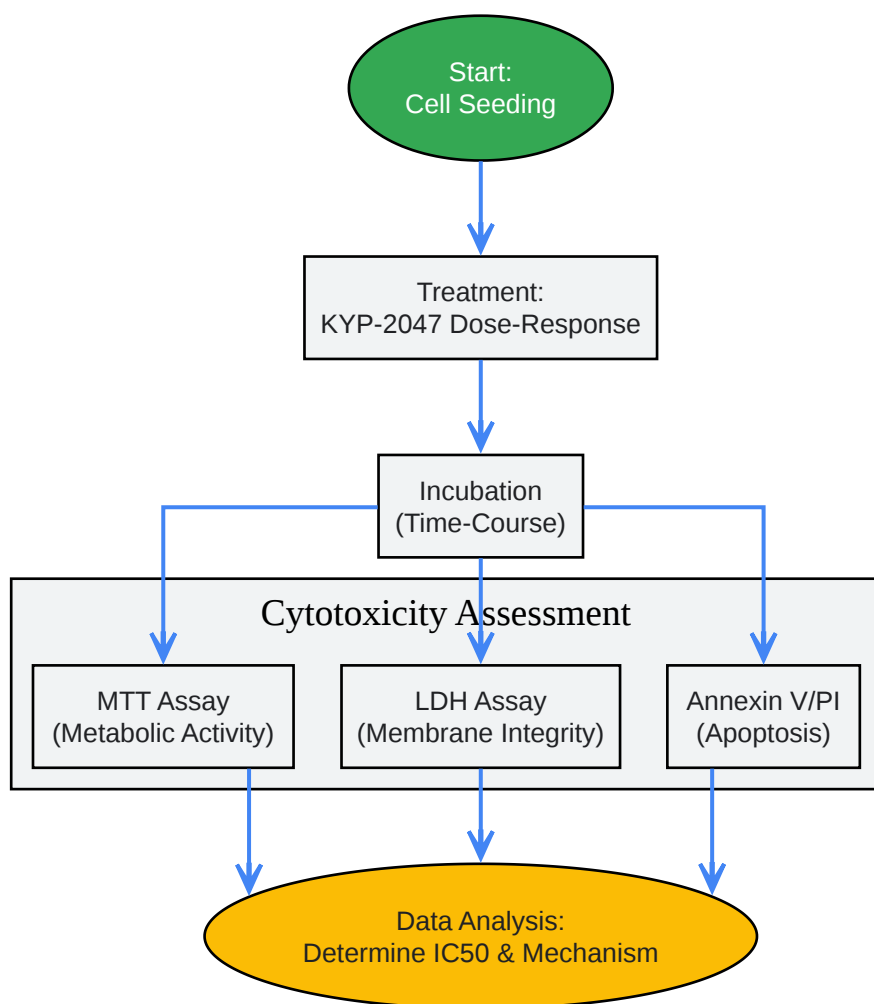 Start:
Cell Seeding
Treatment:
KYP-2047 Dose-Response
Incubation
(Time-Course)
Cytotoxicity Assessment
MTT Assay
(Metabolic Activity)
LDH Assay
(Membrane Integrity)
Annexin V/PI
(Apoptosis)
Data Analysis:
Determine IC50 & Mechanism